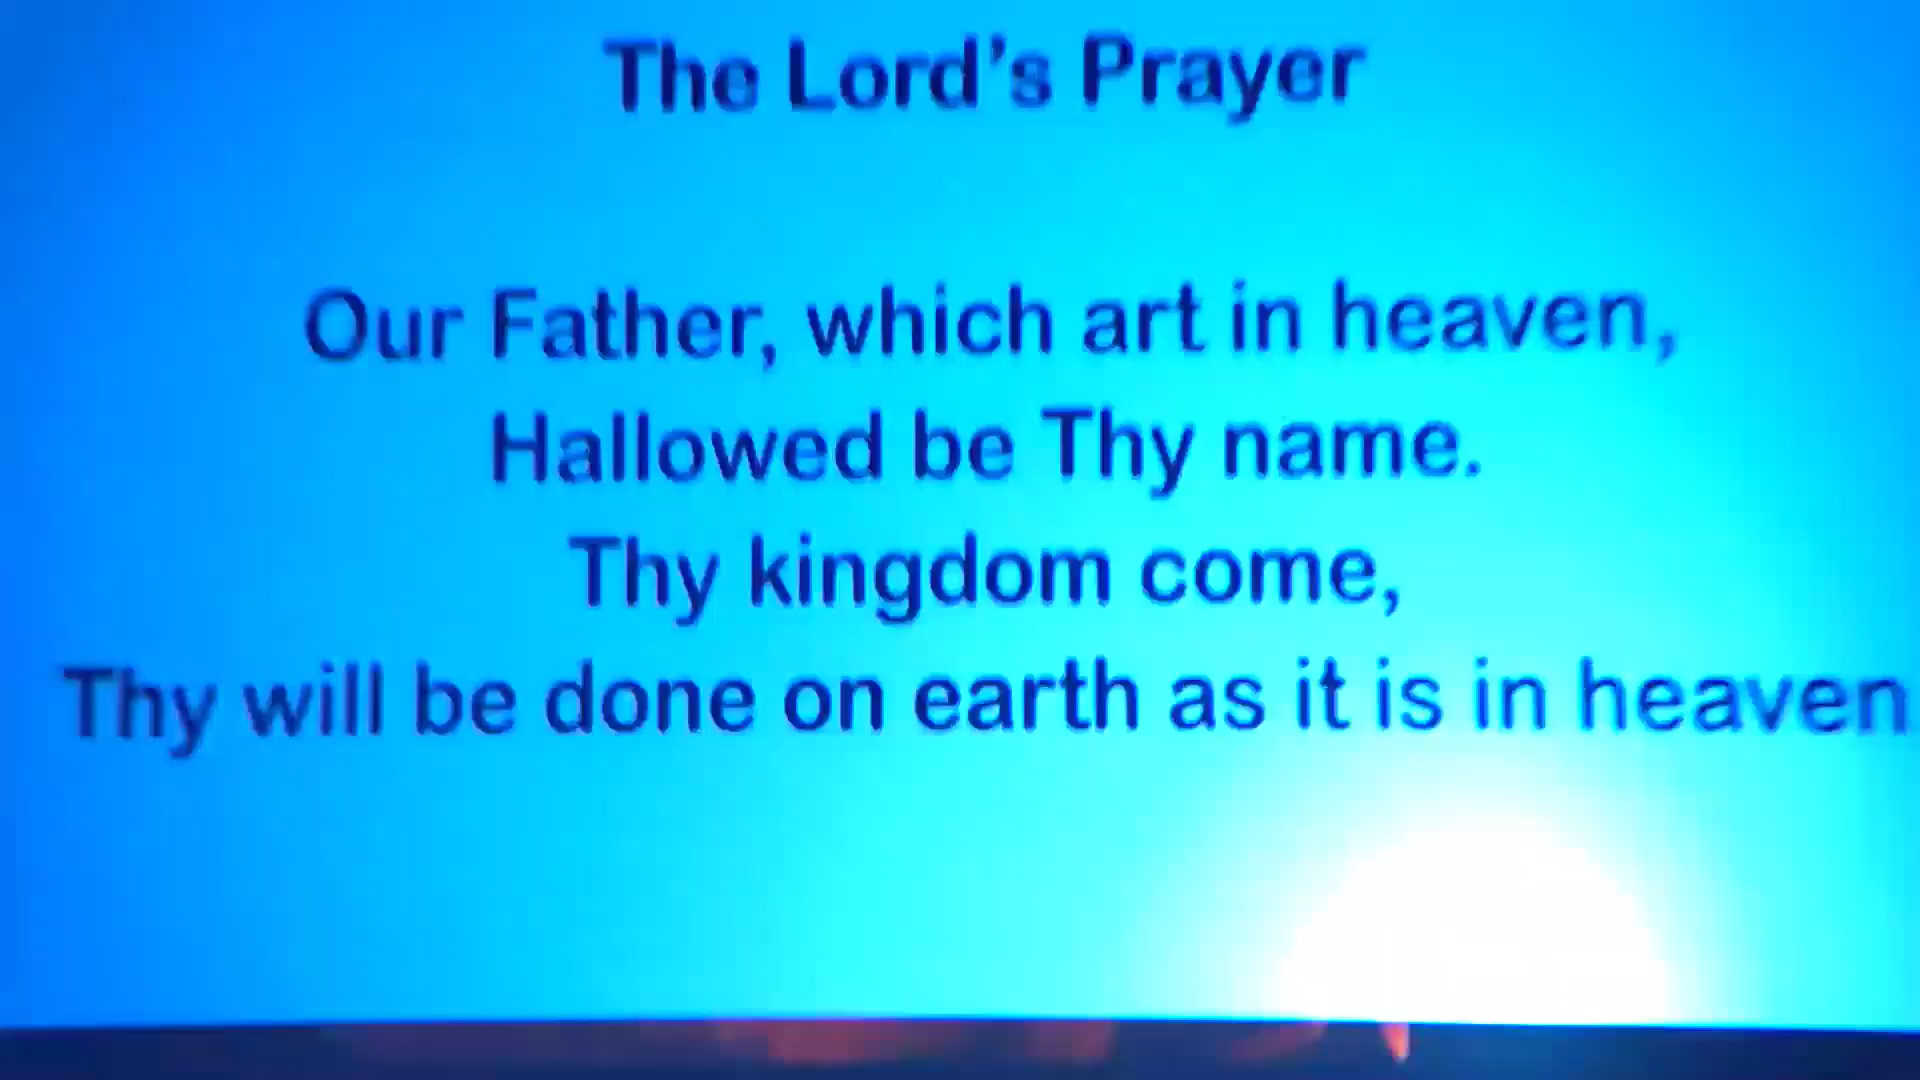 The Lord's Prayer
Our Father, which art in heaven,
Hallowed be Thy name.
Thy kingdom come,
Thy will be done on earth as it is in heaven